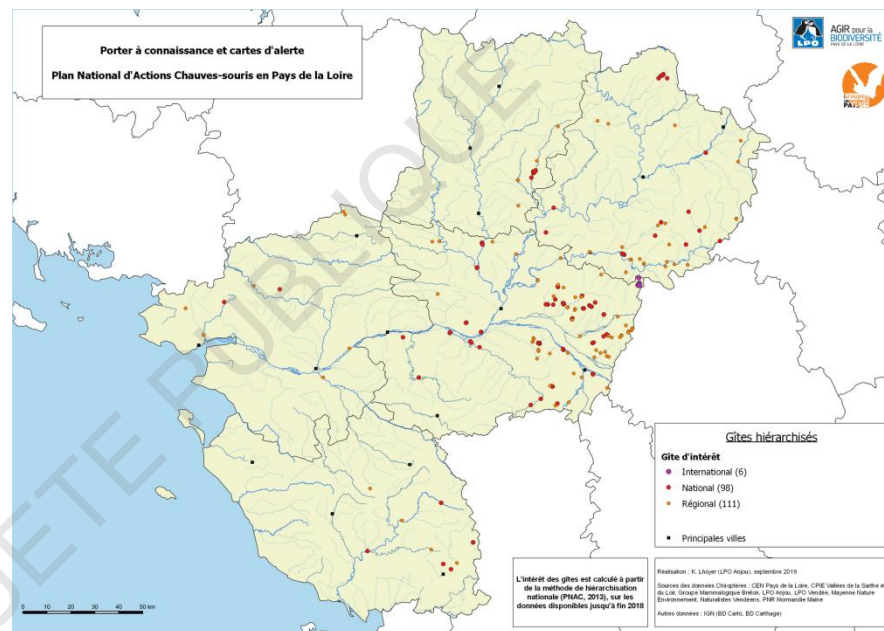 Porter à connaissance et cartes d'alerte
Plan National d'Actions Chauves-souris en Pays de la Loire
LPO
AGIR pour la
BIODIVERSITÉ
PAYS DE LA LOIRE
ENQUETE PUBLIQUE
Gîtes hiérarchisés
Gîte d'intérêt
International (6)
National (98)
Régional (111)
Principales villes
L'intérêt des gîtes est calculé à partir
de la méthode de hiérarchisation
nationale (PNAC, 2013), sur les
données disponibles jusqu'à fin 2018
Réalisation : K. Lhoyer (LPO Anjou), septembre 2019
Sources des données Chiroptères : CEN Pays de la Loire, CPIE Vallées de la Sarthe et
du Loir, Groupe Mammalogique Breton, LPO Anjou, LPO Vendée, Mayenne Nature
Environnement, Naturalistes Vendéens, PNR Normandie Maine
Autres données : IGN (BD Carto, BD Carthage)
0 10 20 30 40 50 km